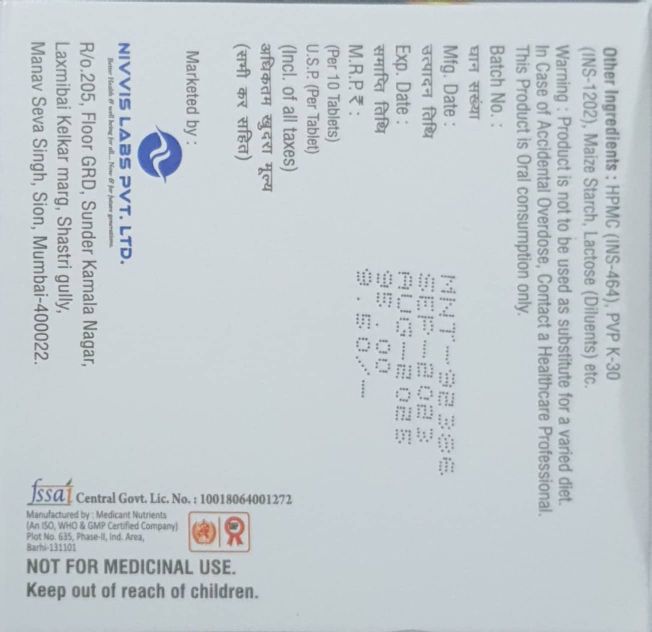 Other Ingredients : HPMC (INS-464), PVP K-30
(INS-1202), Maize Starch, Lactose (Diluents) etc.
Warning : Product is not to be used as substitute for a varied diet.
In Case of Accidental Overdose, Contact a Healthcare Professional.
This Product is Oral consumption only.
Batch No. :
घान संख्या
Mfg. Date :
उत्पादन तिथि
Exp. Date :
समाप्ति तिथि
M.R.P.₹ :
(Per 10 Tablets)
U.S.P. (Per Tablet)
(Incl. of all taxes)
अधिकतम खुदरा मूल्य
(सभी कर सहित)
SEP-2023
AUG-2025
Marketed by :
NIVVIS LABS PVT. LTD.
Better Health & well being for all... Now & for future generations.
R/o.205, Floor GRD, Sunder Kamala Nagar,
Laxmibai Kelkar marg, Shastri gully,
Manav Seva Singh, Sion, Mumbai-400022.
fssai Central Govt. Lic. No. : 10018064001272
Manufactured by : Medicant Nutrients
(An ISO, WHO & GMP Certified Company)
Plot No. 635, Phase-II, Ind. Area,
Barhi-131101
NOT FOR MEDICINAL USE.
Keep out of reach of children.